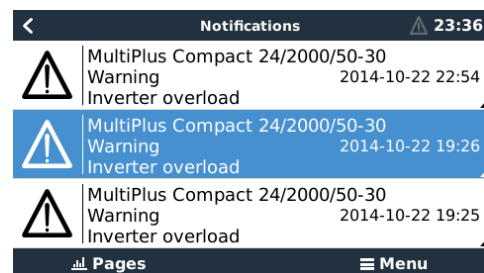 Notifications 23:36
MultiPlus Compact 24/2000/50-30
Warning 2014-10-22 22:54
Inverter overload
MultiPlus Compact 24/2000/50-30
Warning 2014-10-22 19:26
Inverter overload
MultiPlus Compact 24/2000/50-30
Warning 2014-10-22 19:25
Inverter overload
Pages Menu